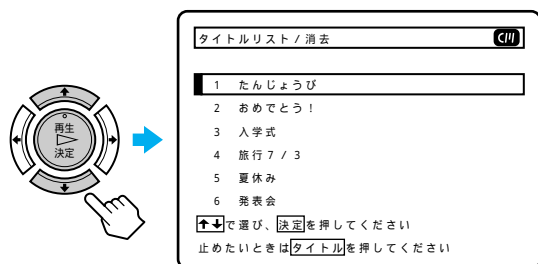 タイトルリスト/消去
1 たんじょうび
2 おめでとう!
3 入学式
4 旅行7/3
5 夏休み
6 発表会
↑↓で選び、決定を押してください
止めたいときはタイトルを押してください
再生
決定